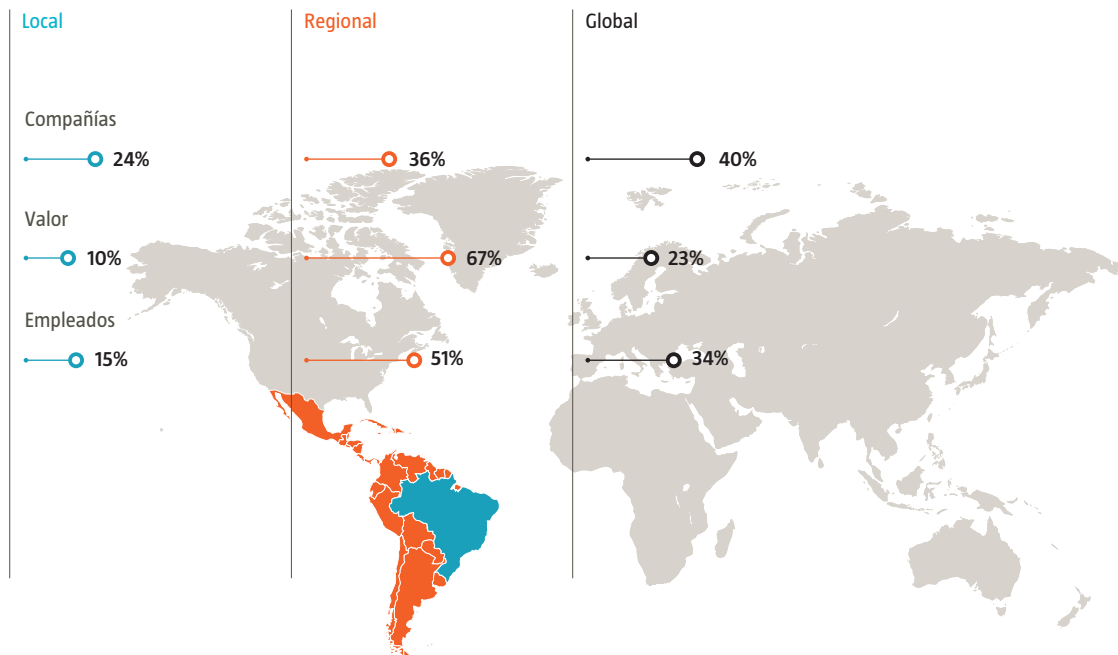 Local
Regional
Global
Compañías
24%
36%
40%
Valor
10%
67%
23%
Empleados
15%
51%
34%